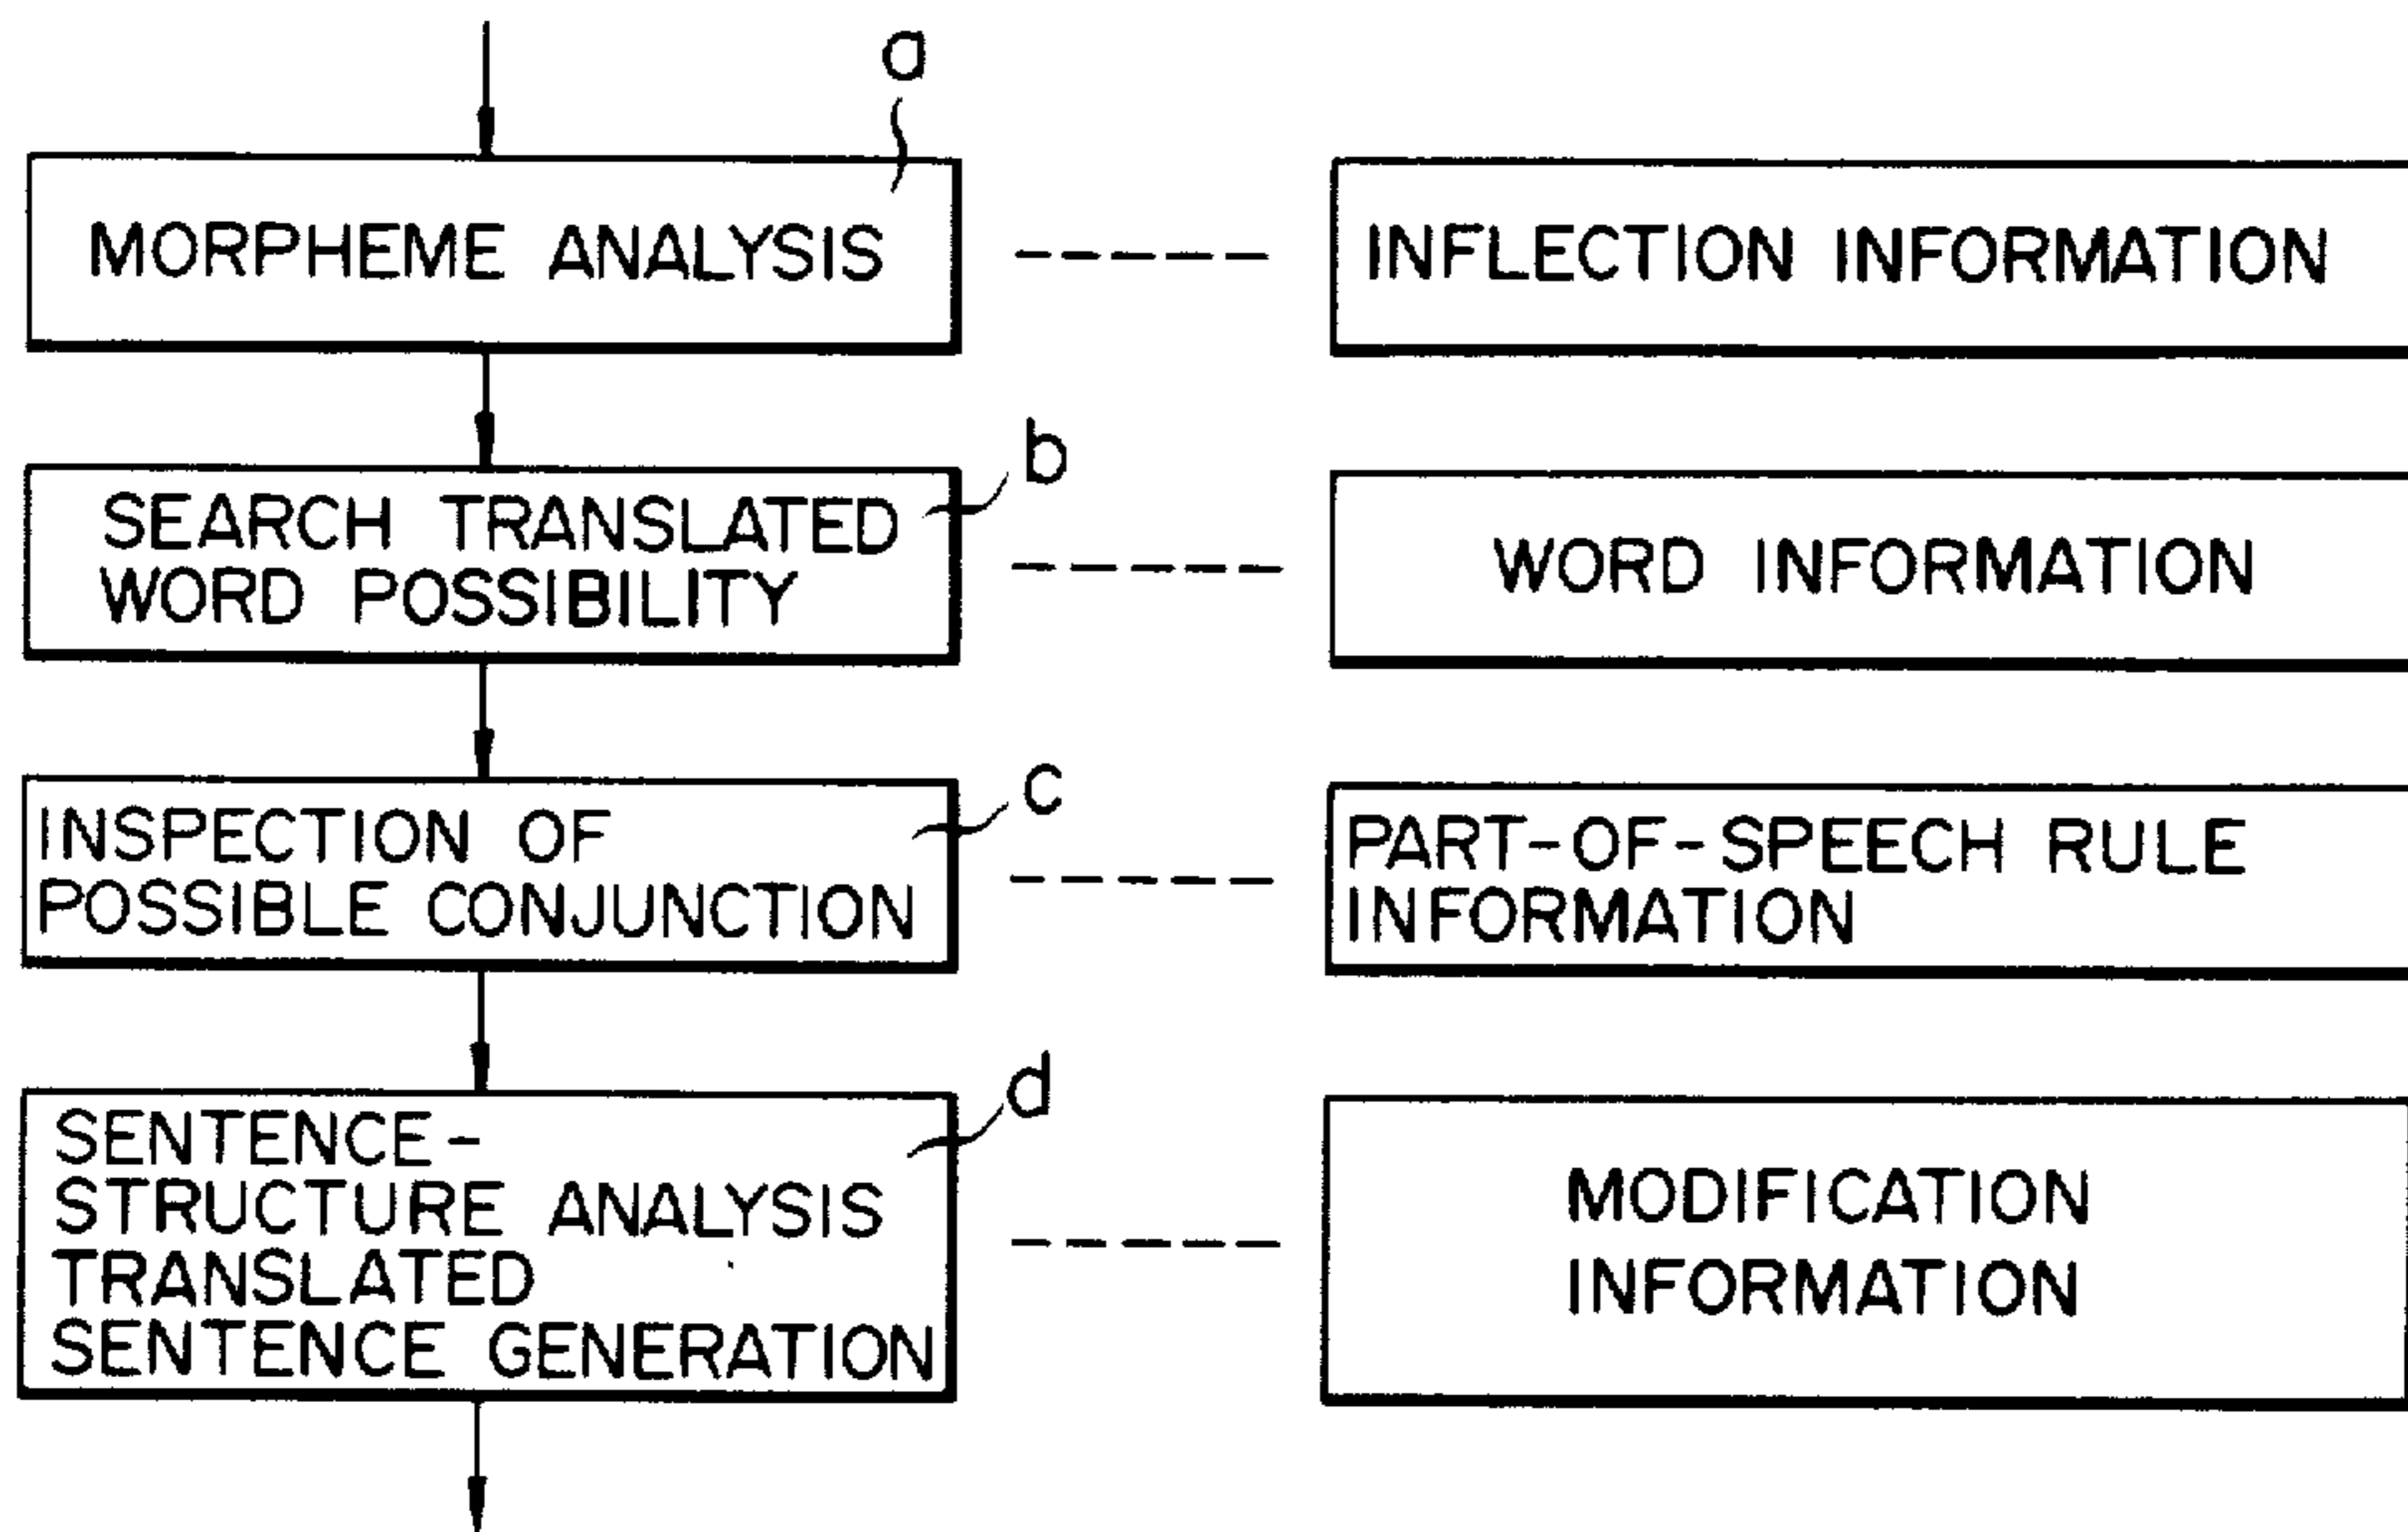 a
MORPHEME ANALYSIS
INFLECTION INFORMATION
b
SEARCH TRANSLATED
WORD POSSIBILITY
WORD INFORMATION
c
INSPECTION OF
POSSIBLE CONJUNCTION
PART-OF-SPEECH RULE
INFORMATION
d
SENTENCE-
STRUCTURE ANALYSIS
TRANSLATED
SENTENCE GENERATION
MODIFICATION
INFORMATION